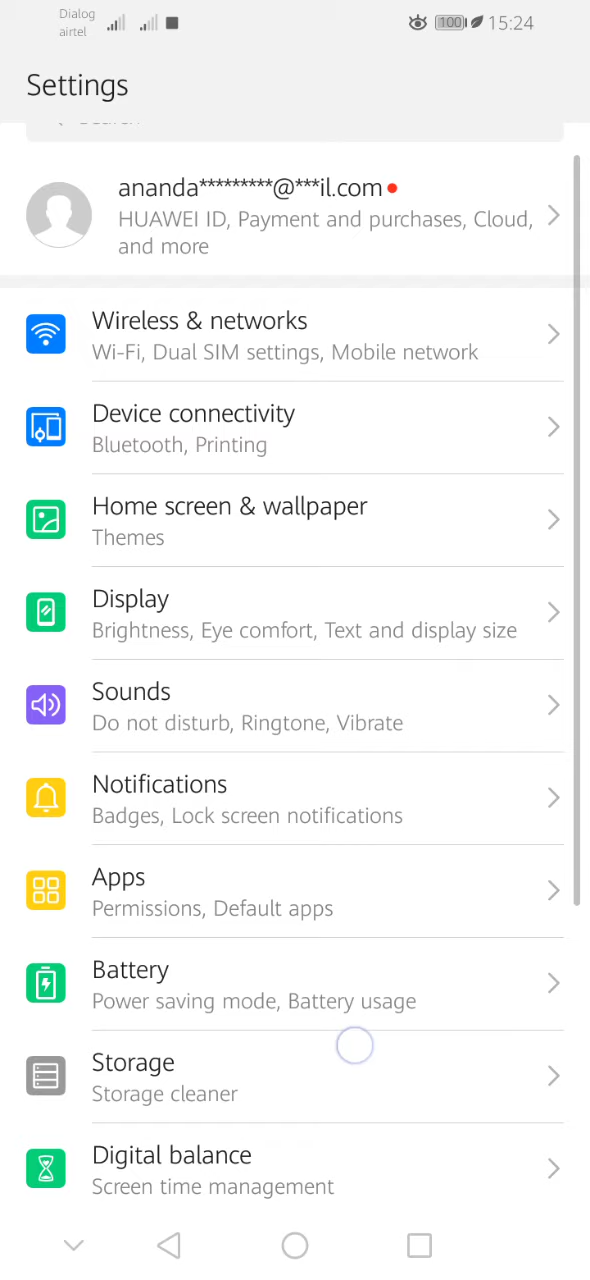 Dialog
airtel
100
15:24
Settings
ananda*********@***il.com
HUAWEI ID, Payment and purchases, Cloud,
and more
Wireless & networks
Wi-Fi, Dual SIM settings, Mobile network
Device connectivity
Bluetooth, Printing
Home screen & wallpaper
Themes
Display
Brightness, Eye comfort, Text and display size
Sounds
Do not disturb, Ringtone, Vibrate
Notifications
Badges, Lock screen notifications
Apps
Permissions, Default apps
Battery
Power saving mode, Battery usage
Storage
Storage cleaner
Digital balance
Screen time management